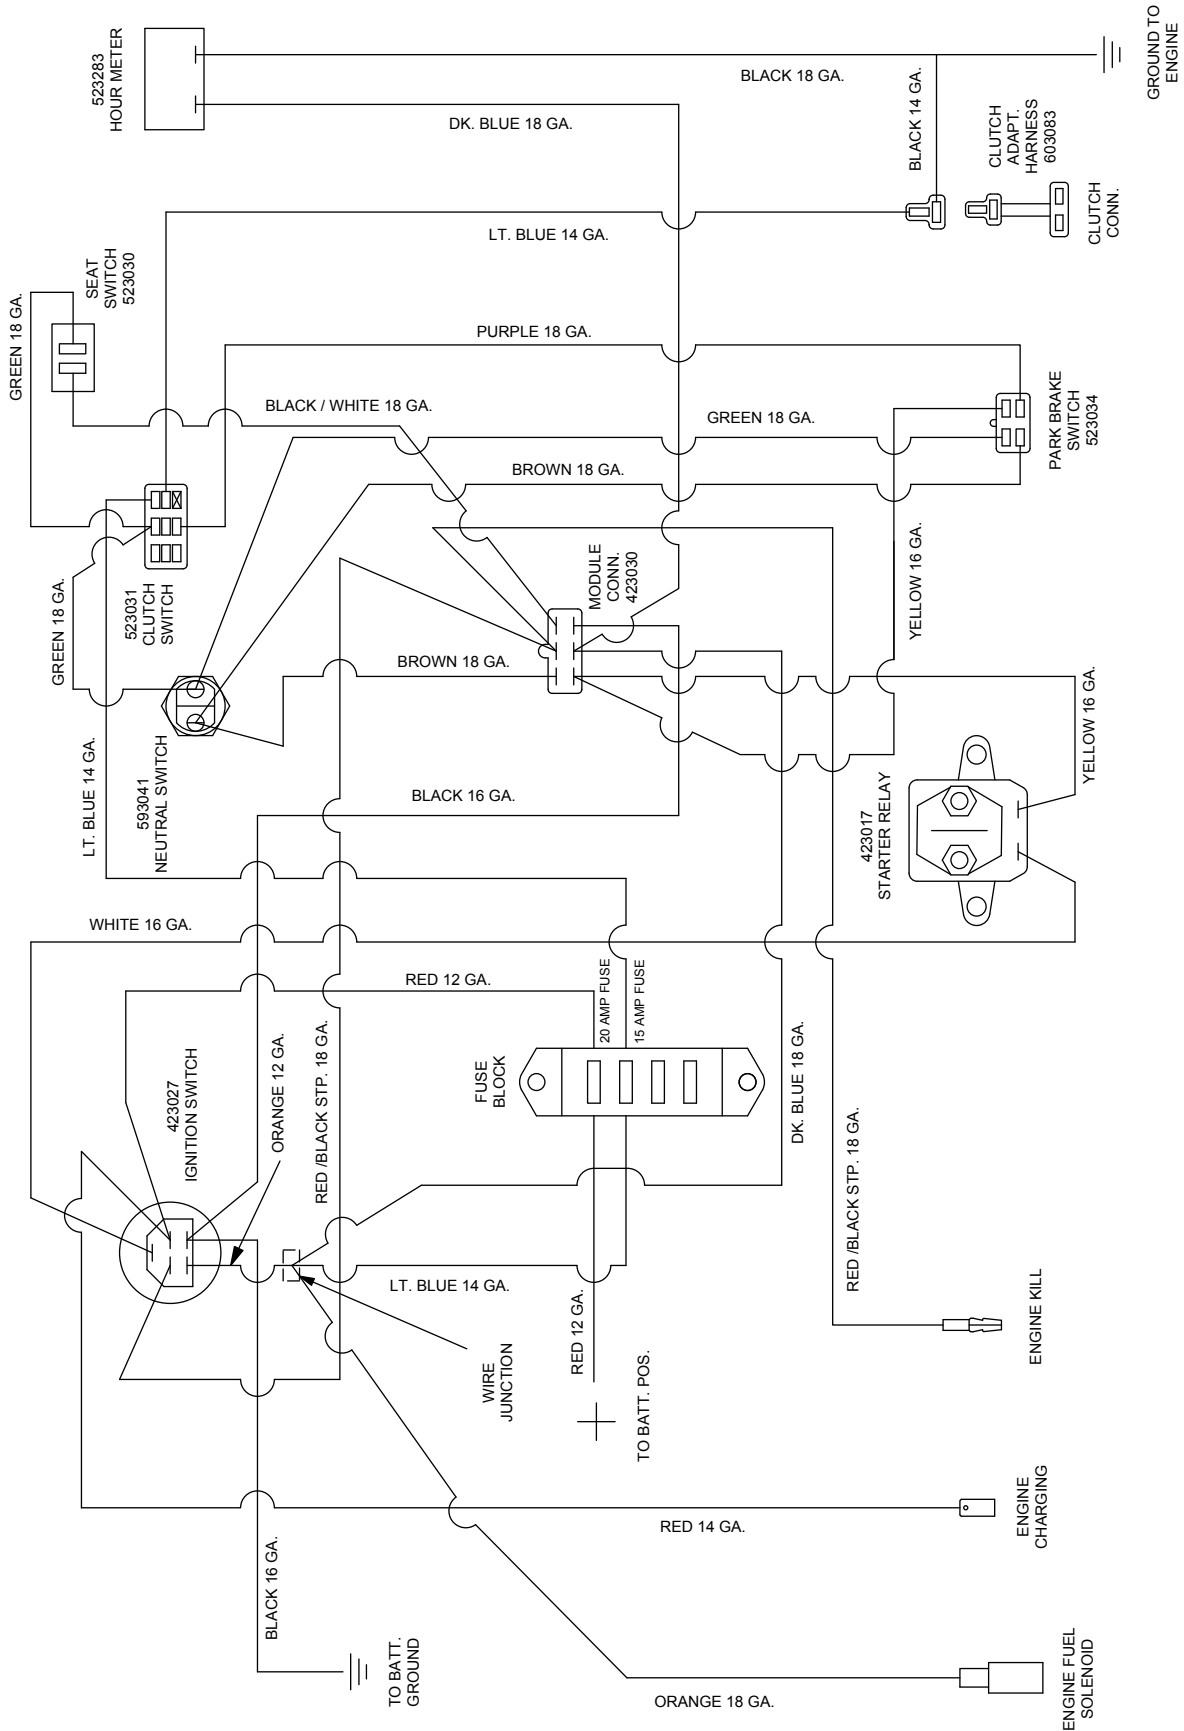 523283
HOUR METER
BLACK 18 GA.
GROUND TO
ENGINE
DK. BLUE 18 GA.
BLACK 14 GA.
CLUTCH
ADAPT.
HARNESS
603083
CLUTCH
CONN.
LT. BLUE 14 GA.
SEAT
SWITCH
523030
GREEN 18 GA.
PURPLE 18 GA.
BLACK / WHITE 18 GA.
GREEN 18 GA.
PARK BRAKE
SWITCH
523034
BROWN 18 GA.
523031
CLUTCH
SWITCH
GREEN 18 GA.
MODULE
CONN.
423030
YELLOW 16 GA.
BROWN 18 GA.
593041
NEUTRAL SWITCH
LT. BLUE 14 GA.
BLACK 16 GA.
YELLOW 16 GA.
423017
STARTER RELAY
WHITE 16 GA.
RED 12 GA.
20 AMP FUSE
15 AMP FUSE
FUSE
BLOCK
423027
IGNITION SWITCH
ORANGE 12 GA.
RED /BLACK STP. 18 GA.
DK. BLUE 18 GA.
RED /BLACK STP. 18 GA.
LT. BLUE 14 GA.
WIRE
JUNCTION
RED 12 GA.
TO BATT. POS.
ENGINE KILL
RED 14 GA.
ENGINE
CHARGING
BLACK 16 GA.
TO BATT.
GROUND
ORANGE 18 GA.
ENGINE FUEL
SOLENOID